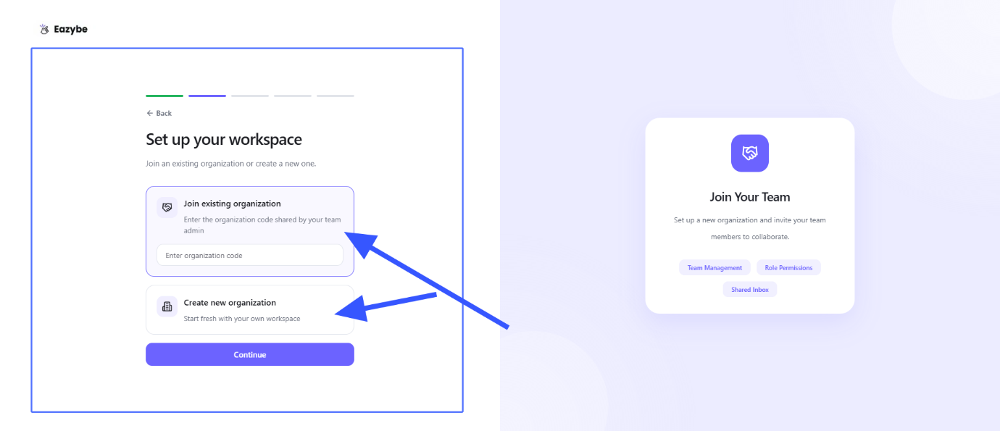 Eazybe
Back
Set up your workspace
Join an existing organization or create a new one.
Join existing organization
Enter the organization code shared by your team
admin
Enter organization code
Create new organization
Start fresh with your own workspace
Continue
Join Your Team
Set up a new organization and invite your team
members to collaborate.
Team Management
Role Permissions
Shared Inbox